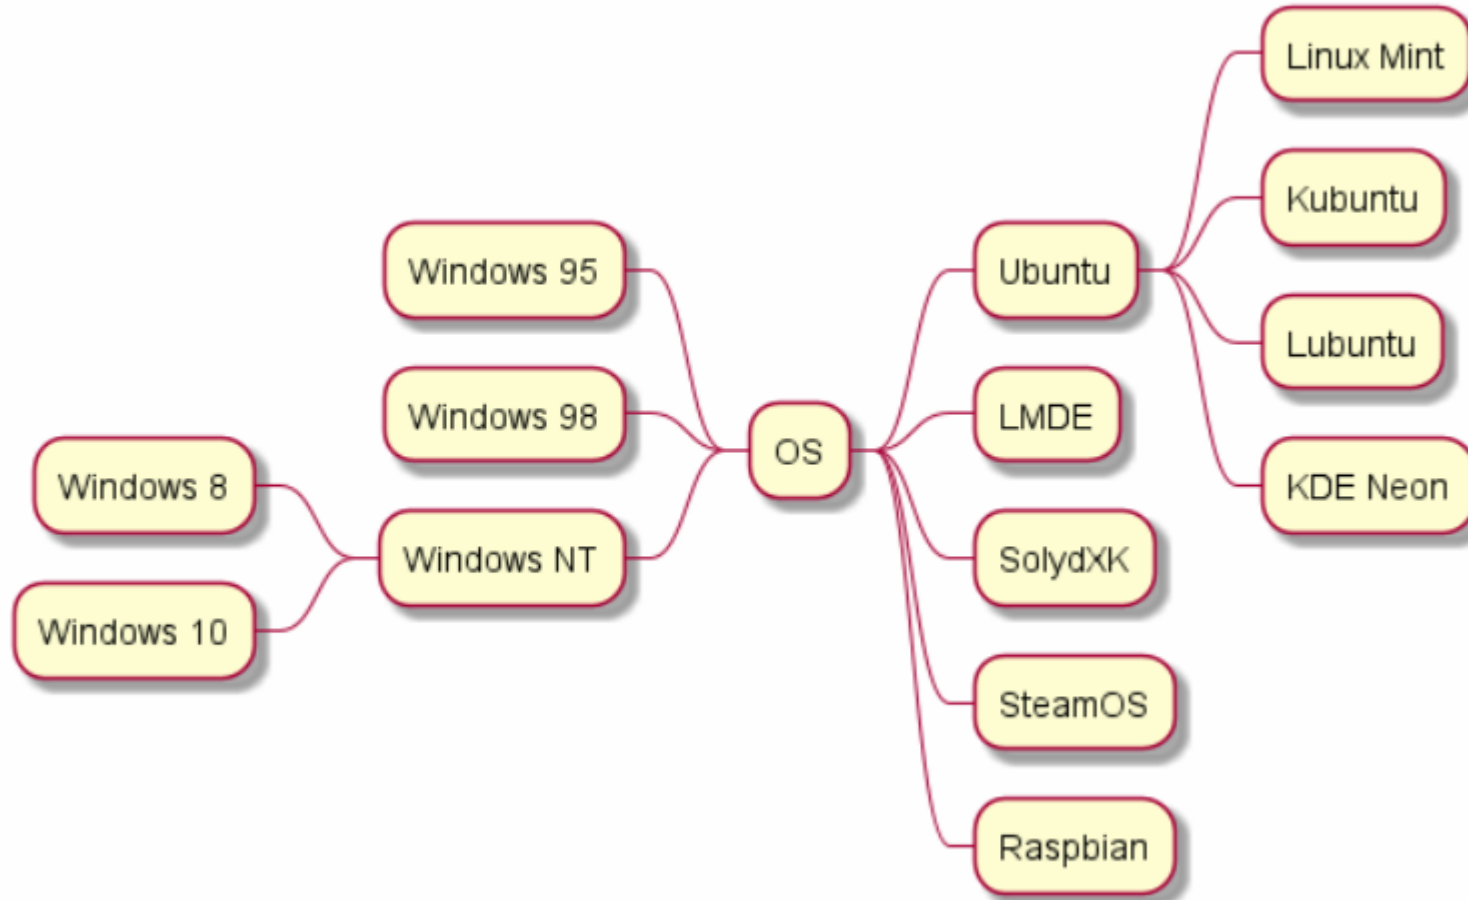 Linux Mint
Kubuntu
Windows 95
Ubuntu
Lubuntu
Windows 98
LMDE
OS
Windows 8
KDE Neon
Windows NT
SolydXK
Windows 10
SteamOS
Raspbian